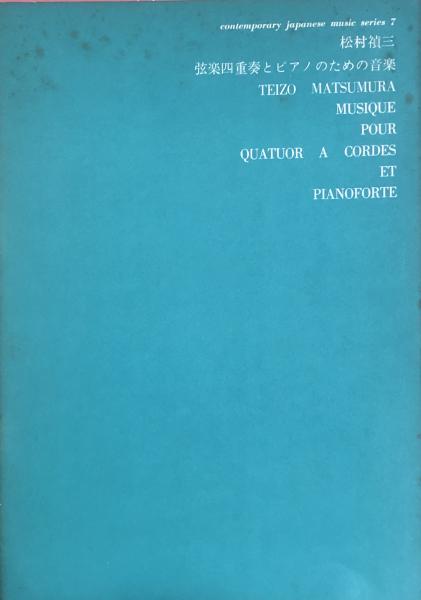 contemporary japanese music series 7
松村禎三
弦楽四重奏とピアノのための音楽
TEIZO MATSUMURA
MUSIQUE
POUR
QUATUOR A CORDES
ET
PIANOFORTE